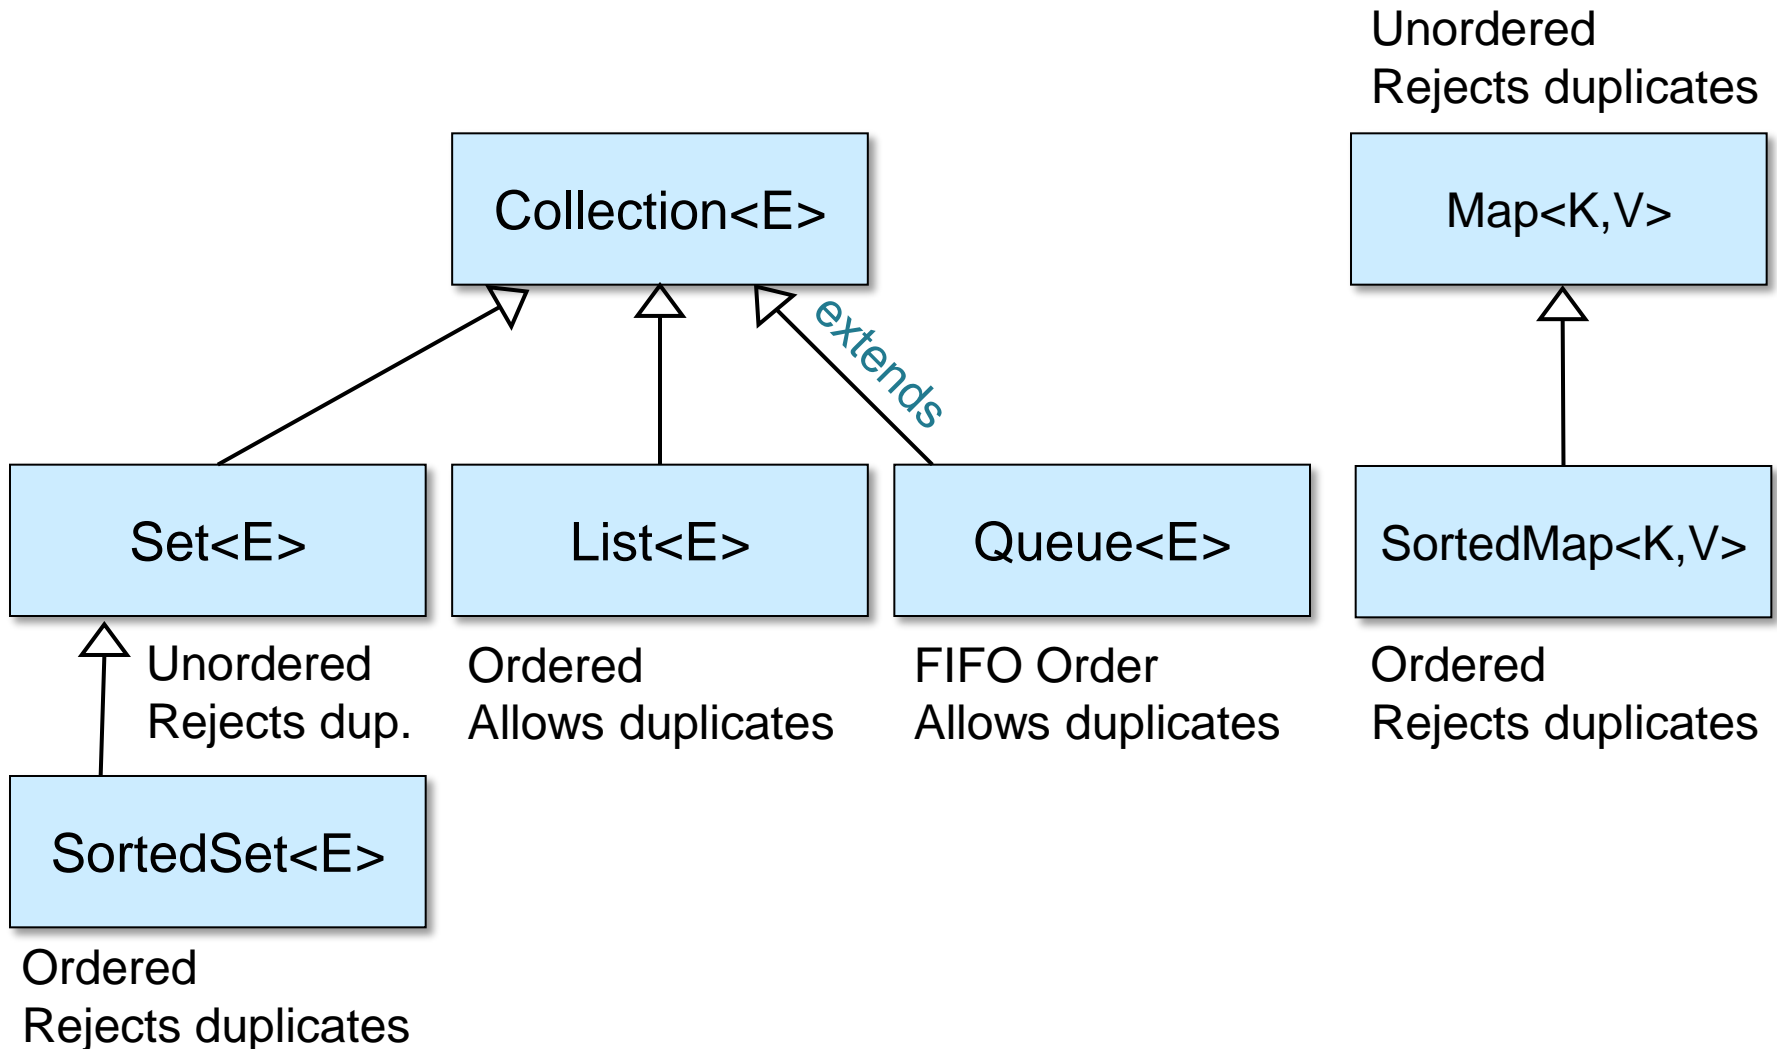 Unordered
Rejects duplicates
Collection<E>
Map<K,V>
extends
Set<E>
List<E>
Queue<E>
SortedMap<K,V>
Unordered
Rejects dup.
Ordered
Allows duplicates
FIFO Order
Allows duplicates
Ordered
Rejects duplicates
SortedSet<E>
Ordered
Rejects duplicates